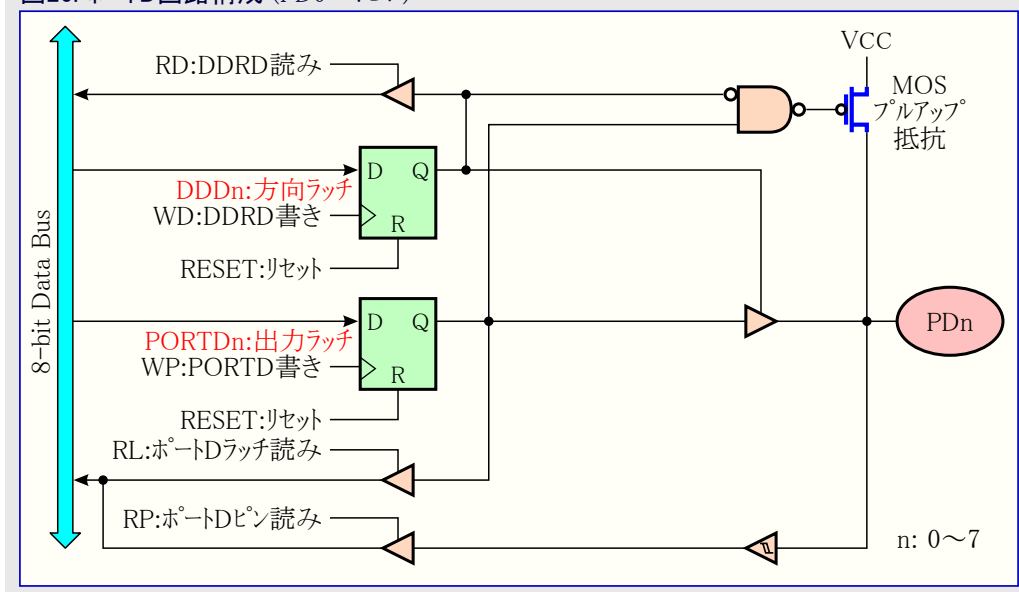 RD:DDRD読み
VCC
MOS
プルアップ
抵抗
D Q
DDDn:方向ラッチ
WD:DDRD書き
R
RESET:リセット
8-bit Data Bus
D Q
PORTDn:出力ラッチ
WP:PORTD書き
R
PDn
RESET:リセット
RL:ポートDラッチ読み
RP:ポートDピン読み
n: 0～7